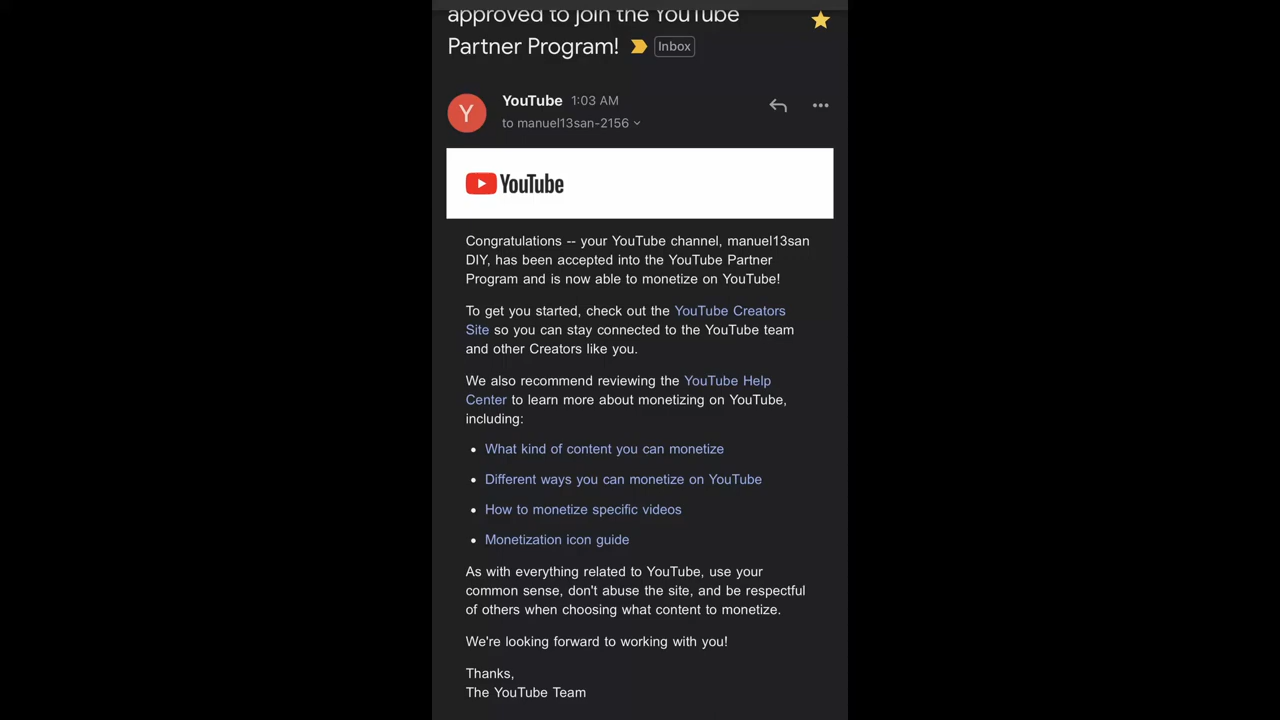 approved to join the YouTube
Partner Program! Inbox
YouTube 1:03 AM
Y
to manuel13san-2156
YouTube
Congratulations -- your YouTube channel, manuel13san
DIY, has been accepted into the YouTube Partner
Program and is now able to monetize on YouTube!
To get you started, check out the YouTube Creators
Site so you can stay connected to the YouTube team
and other Creators like you.
We also recommend reviewing the YouTube Help
Center to learn more about monetizing on YouTube,
including:
• What kind of content you can monetize
• Different ways you can monetize on YouTube
• How to monetize specific videos
• Monetization icon guide
As with everything related to YouTube, use your
common sense, don't abuse the site, and be respectful
of others when choosing what content to monetize.
We're looking forward to working with you!
Thanks,
The YouTube Team